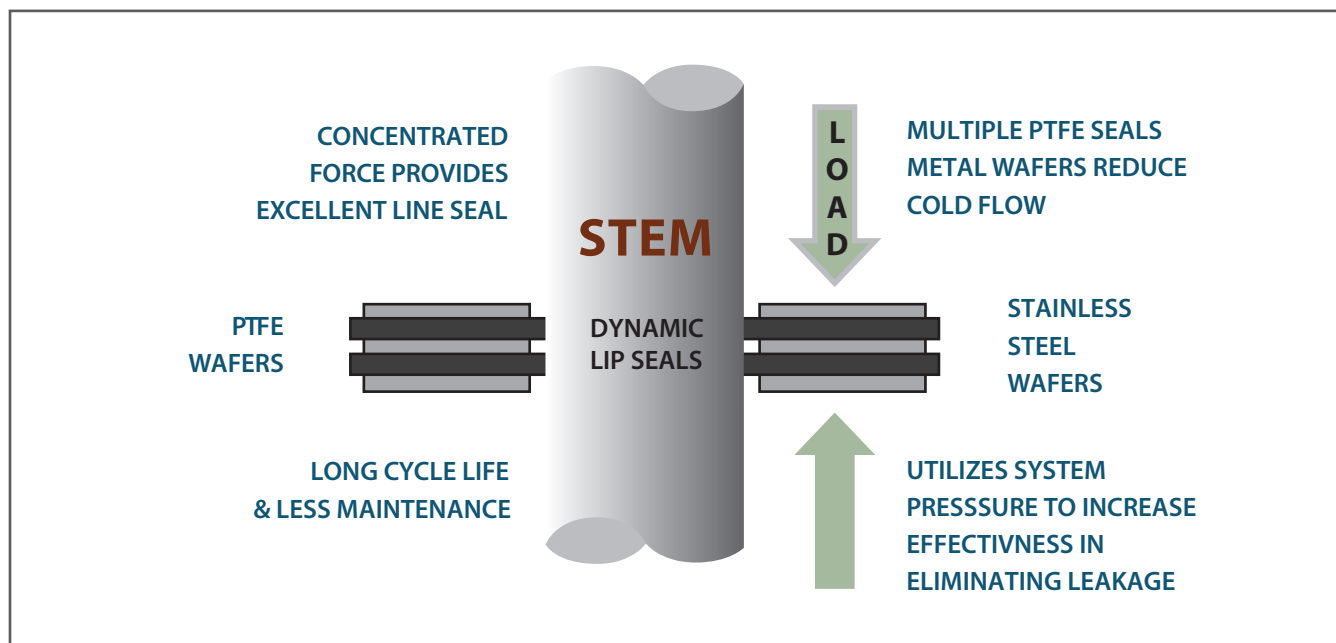 CONCENTRATED
FORCE PROVIDES
EXCELLENT LINE SEAL
STEM
LOAD
MULTIPLE PTFE SEALS
METAL WAFERS REDUCE
COLD FLOW
PTFE
WAFERS
DYNAMIC
LIP SEALS
STAINLESS
STEEL
WAFERS
LONG CYCLE LIFE
& LESS MAINTENANCE
UTILIZES SYSTEM
PRESSSURE TO INCREASE
EFFECTIVNESS IN
ELIMINATING LEAKAGE